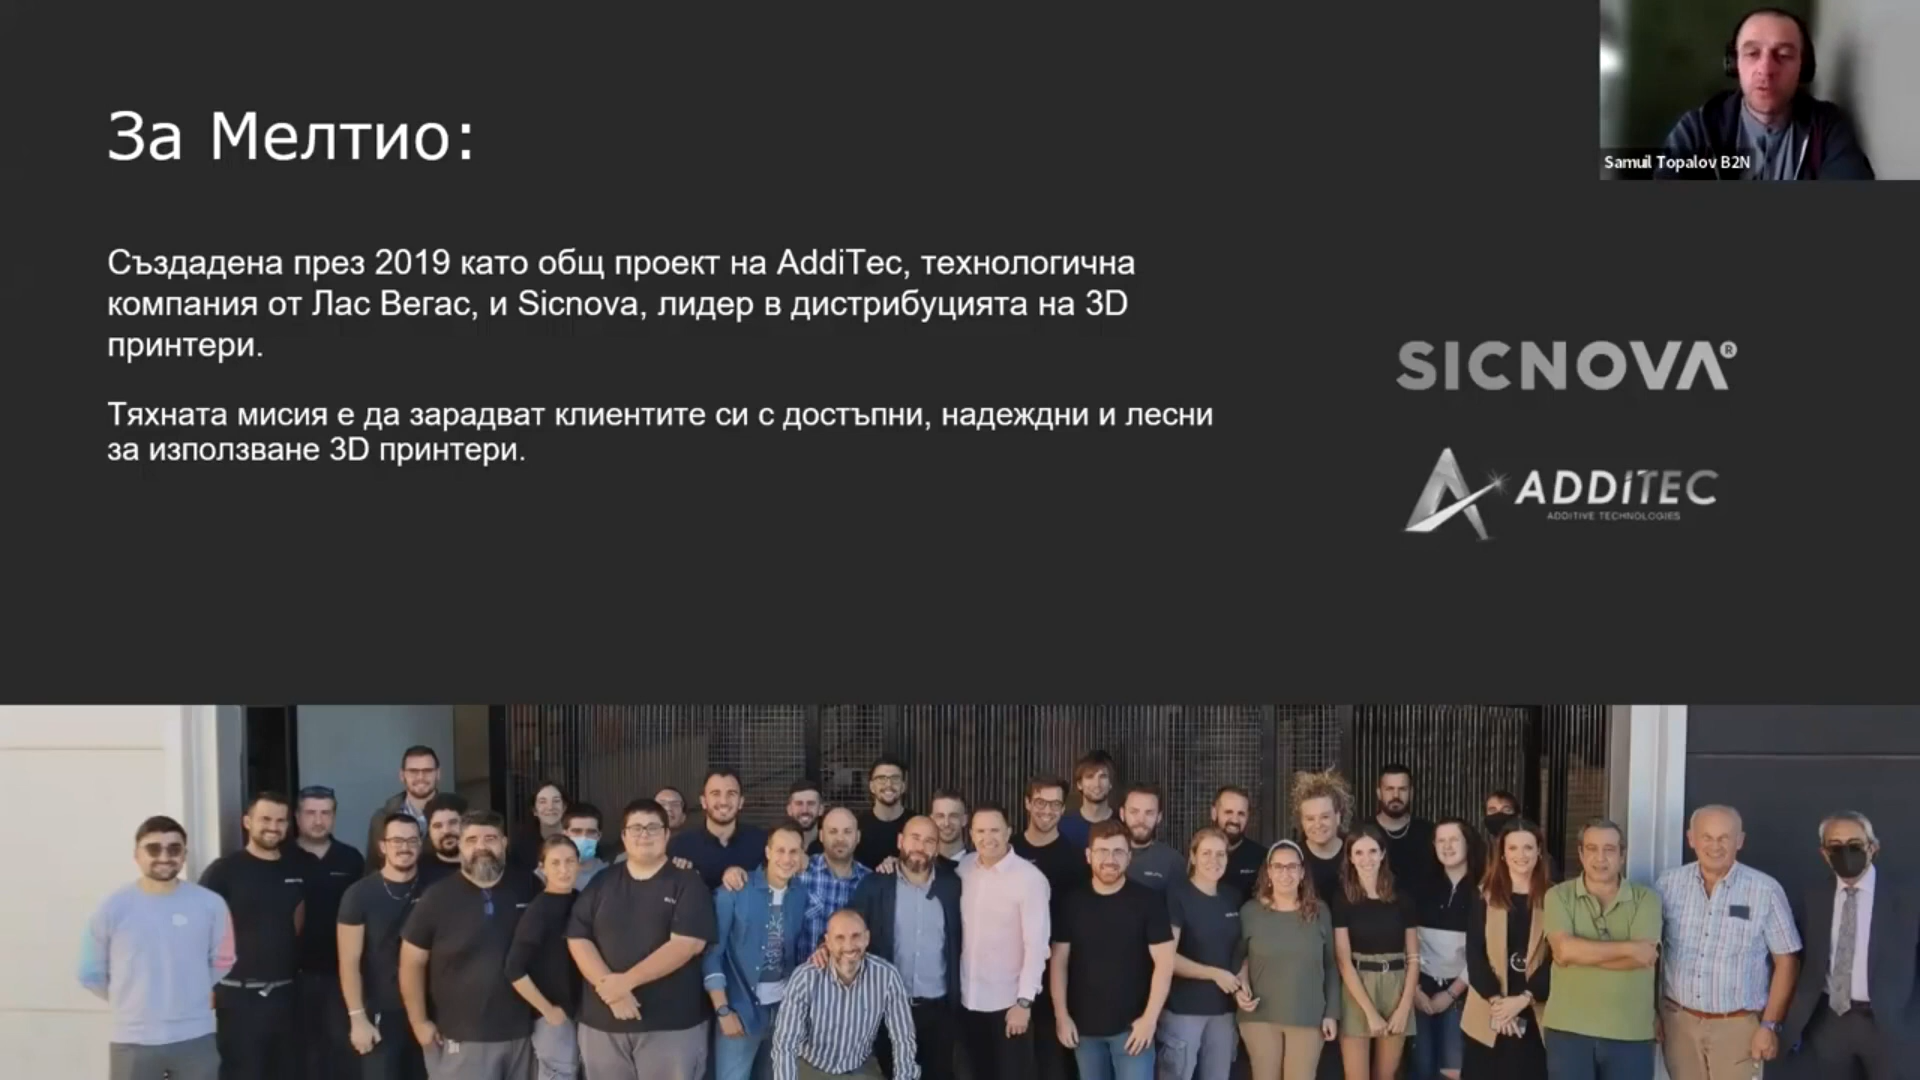 За Мелтио:
Samuil Topalov B2N
Създадена през 2019 като общ проект на AddiTec, технологична
компания от Лас Вегас, и Sicnova, лидер в дистрибуцията на 3D
принтери.
Тяхната мисия е да зарадват клиентите си с достъпни, надеждни и лесни
за използване 3D принтери.
SICNOVA®
ADDITEC
ADDITIVE TECHNOLOGIES